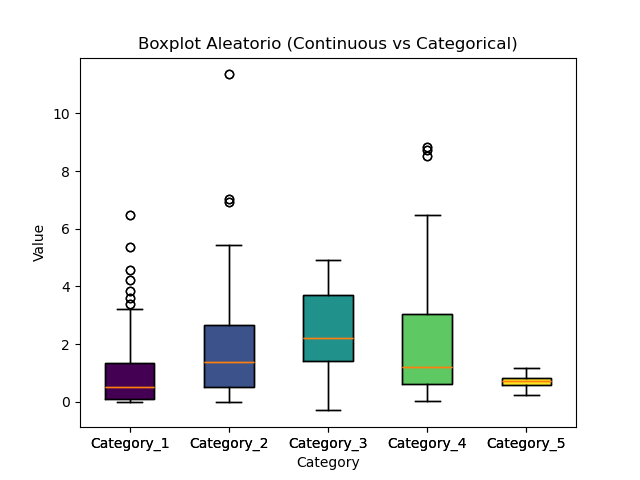 Boxplot Aleatorio (Continuous vs Categorical)
10
8
6
4
2
0
Value
Category_1 Category_2 Category_3 Category_4 Category_5
Category